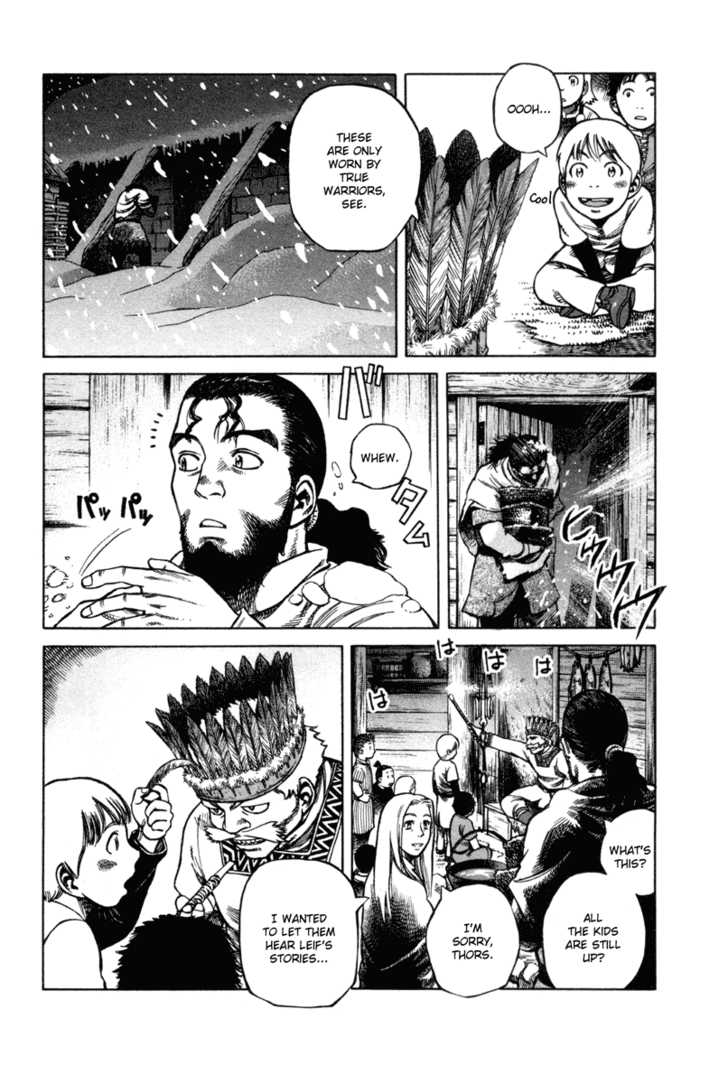 OOOH...
Cool
THESE
ARE ONLY
WORN BY
TRUE
WARRIORS,
SEE.
ビュウウウ
バ
タム
WHEW.
パッ パッ
は は は は
WHAT'S
THIS?
ALL
THE KIDS
ARE STILL
UP?
I'M
SORRY,
THORS.
I WANTED
TO LET THEM
HEAR LEIF'S
STORIES...